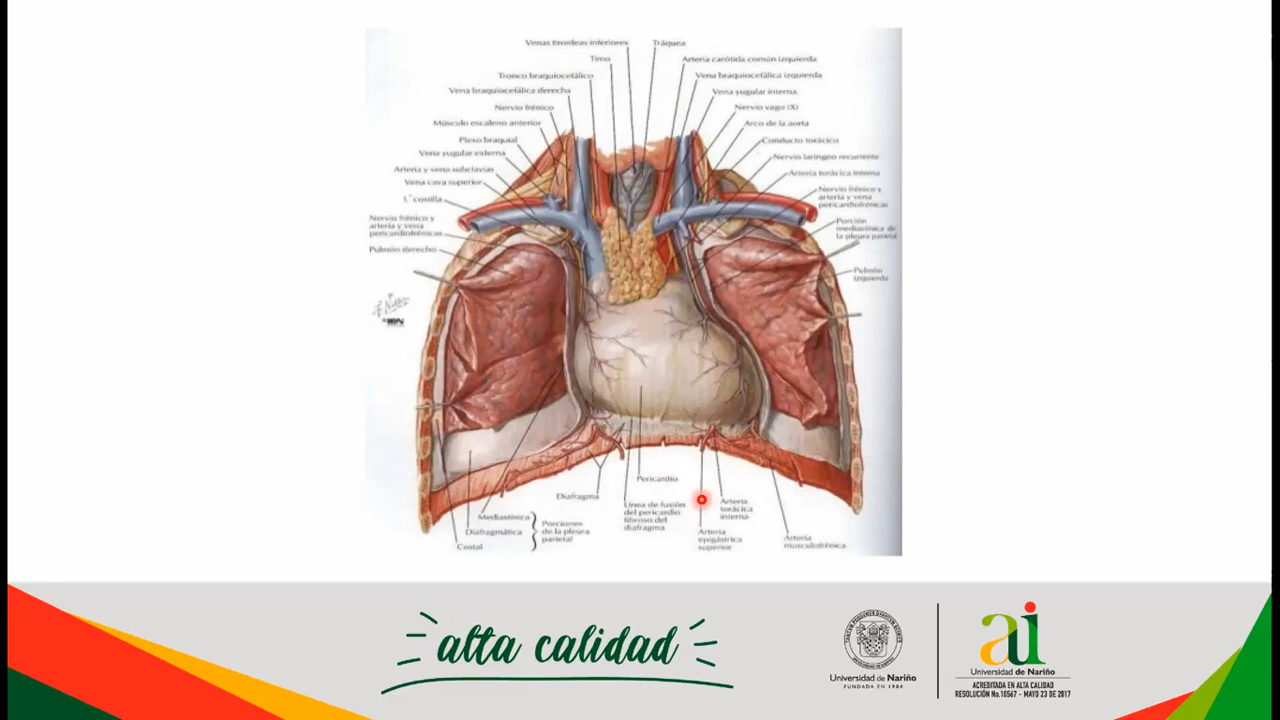 Venas tiroideas inferiores
Tráquea
Timo
Arteria carótida común izquierda
Tronco braquiocefálico
Vena braquiocefálica izquierda
Vena braquiocefálica derecha
Vena yugular interna
Nervio frénico
Nervio vago (X)
Músculo escaleno anterior
Arco de la aorta
Plexo braquial
Conducto torácico
Vena yugular externa
Nervio laríngeo recurrente
Arteria y vena subclavias
Arteria torácica interna
Vena cava superior
Nervio frénico y
arteria y vena
pericardiofrénicas
1.ª costilla
Nervio frénico y
arteria y vena
pericardiofrénicas
Porción
mediastínica de
la pleura parietal
Pulmón derecho
Pulmón
izquierdo
Pericardio
Diafragma
Línea de fusión
del pericardio
fibroso del
diafragma
Arteria
torácica
interna
Mediastínica
Diafragmática
Costal
Porciones
de la pleura
parietal
Arteria
epigástrica
superior
Arteria
musculofrénica
alta calidad
Universidad de Nariño
FUNDADA EN 1904
ai
Universidad de Nariño
ACREDITADA EN ALTA CALIDAD
RESOLUCIÓN No.10567 - MAYO 23 DE 2017